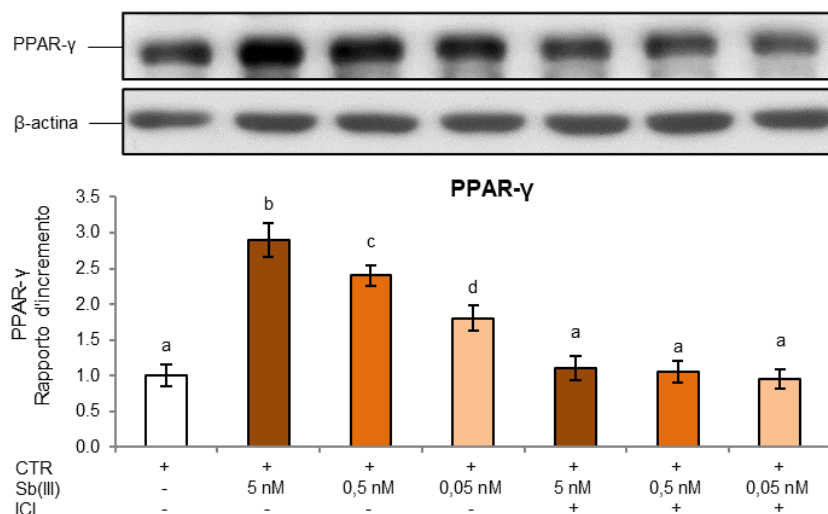 PPAR-γ
β-actina
PPAR-γ
PPAR-γ
Rapporto d'incremento
3.5
3.0
2.5
2.0
1.5
1.0
0.5
0.0
a
b
c
d
a
a
a
CTR + + + + + + +
Sb(III) - 5 nM 0,5 nM 0,05 nM 5 nM 0,5 nM 0,05 nM
ICI - - - - + + +